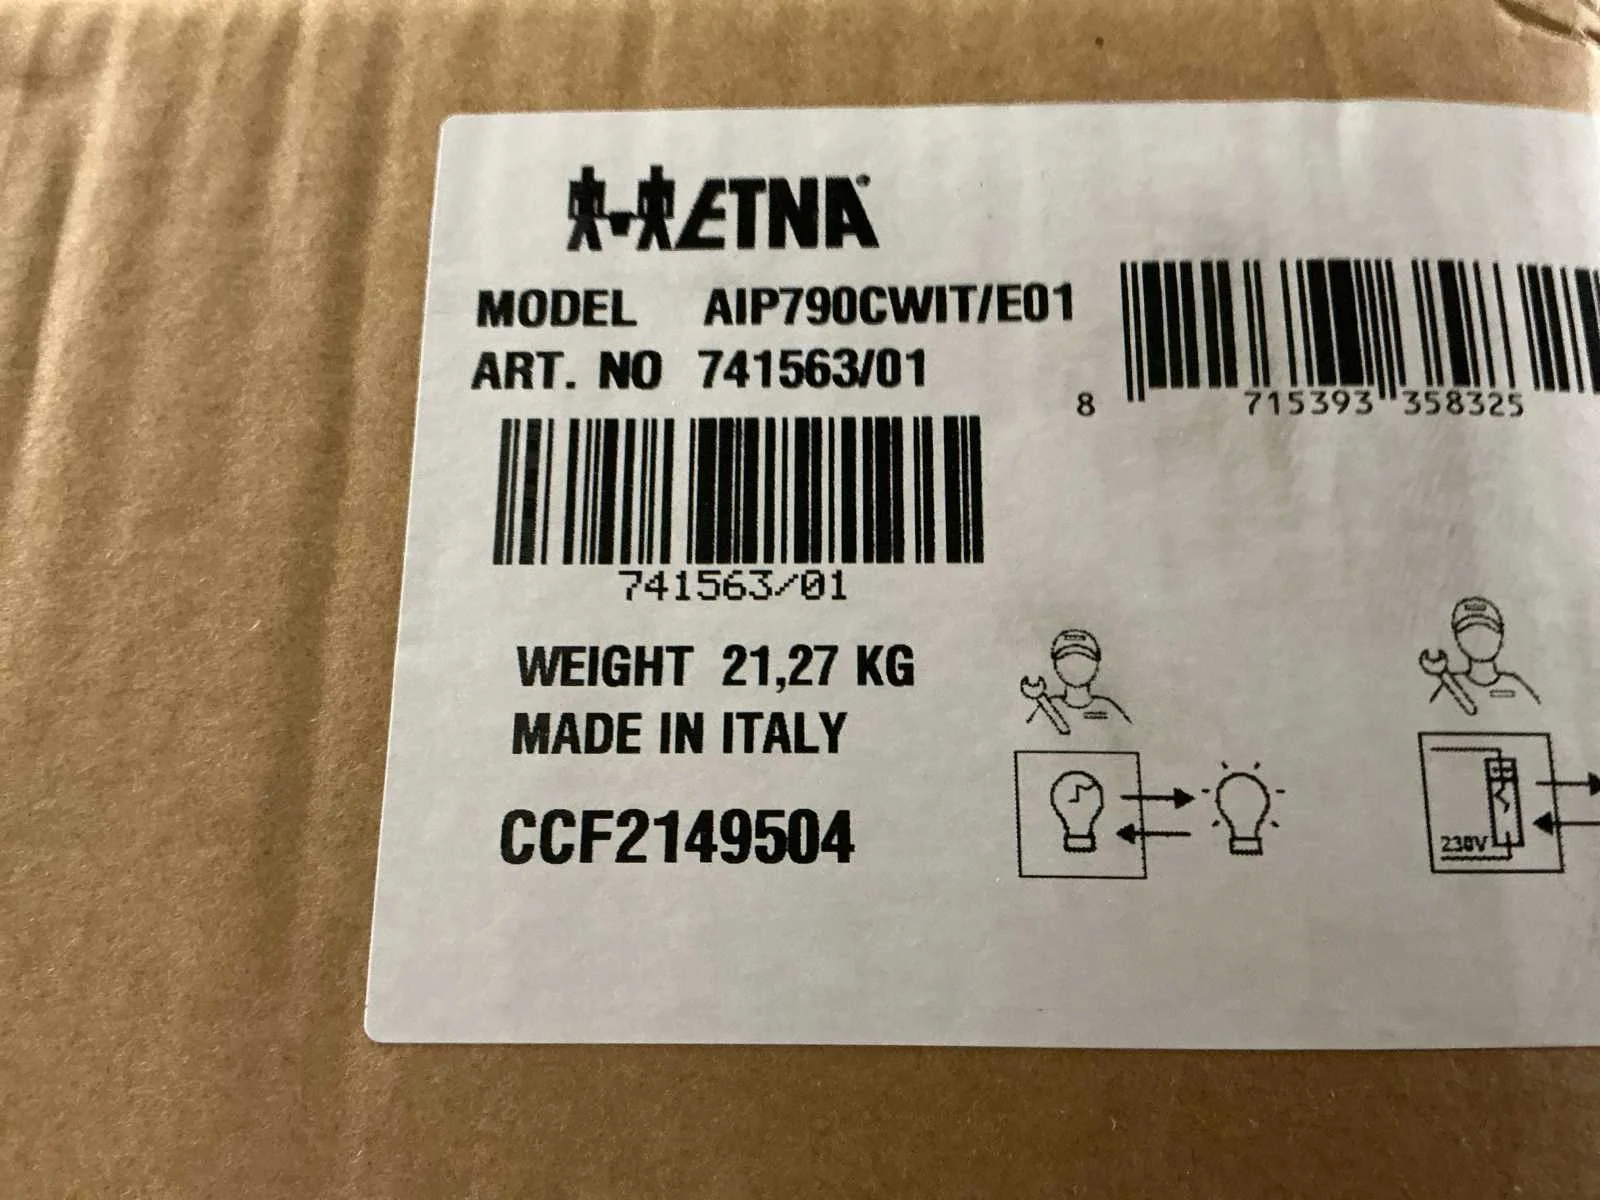 ETNA
MODEL AIP790CWIT/E01
ART. NO 741563/01
8 715393 358325
741563/01
WEIGHT 21,27 KG
MADE IN ITALY
CCF2149504
230V